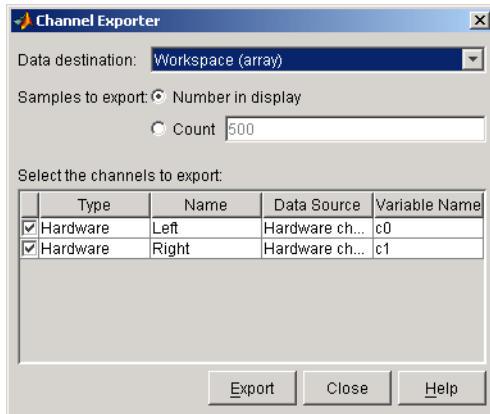 Channel Exporter
Data destination: Workspace (array)
Samples to export: Number in display
Count 500
Select the channels to export:
Type Name Data Source Variable Name
Hardware Left Hardware ch... c0
Hardware Right Hardware ch... c1
Export Close Help